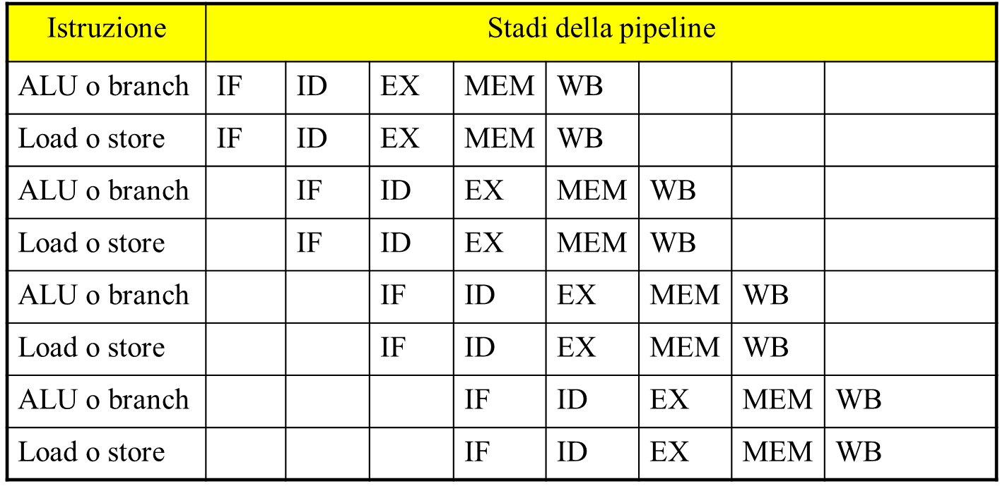 Istruzione Stadi della pipeline
ALU o branch IF ID EX MEM WB
Load o store IF ID EX MEM WB
ALU o branch IF ID EX MEM WB
Load o store IF ID EX MEM WB
ALU o branch IF ID EX MEM WB
Load o store IF ID EX MEM WB
ALU o branch IF ID EX MEM WB
Load o store IF ID EX MEM WB